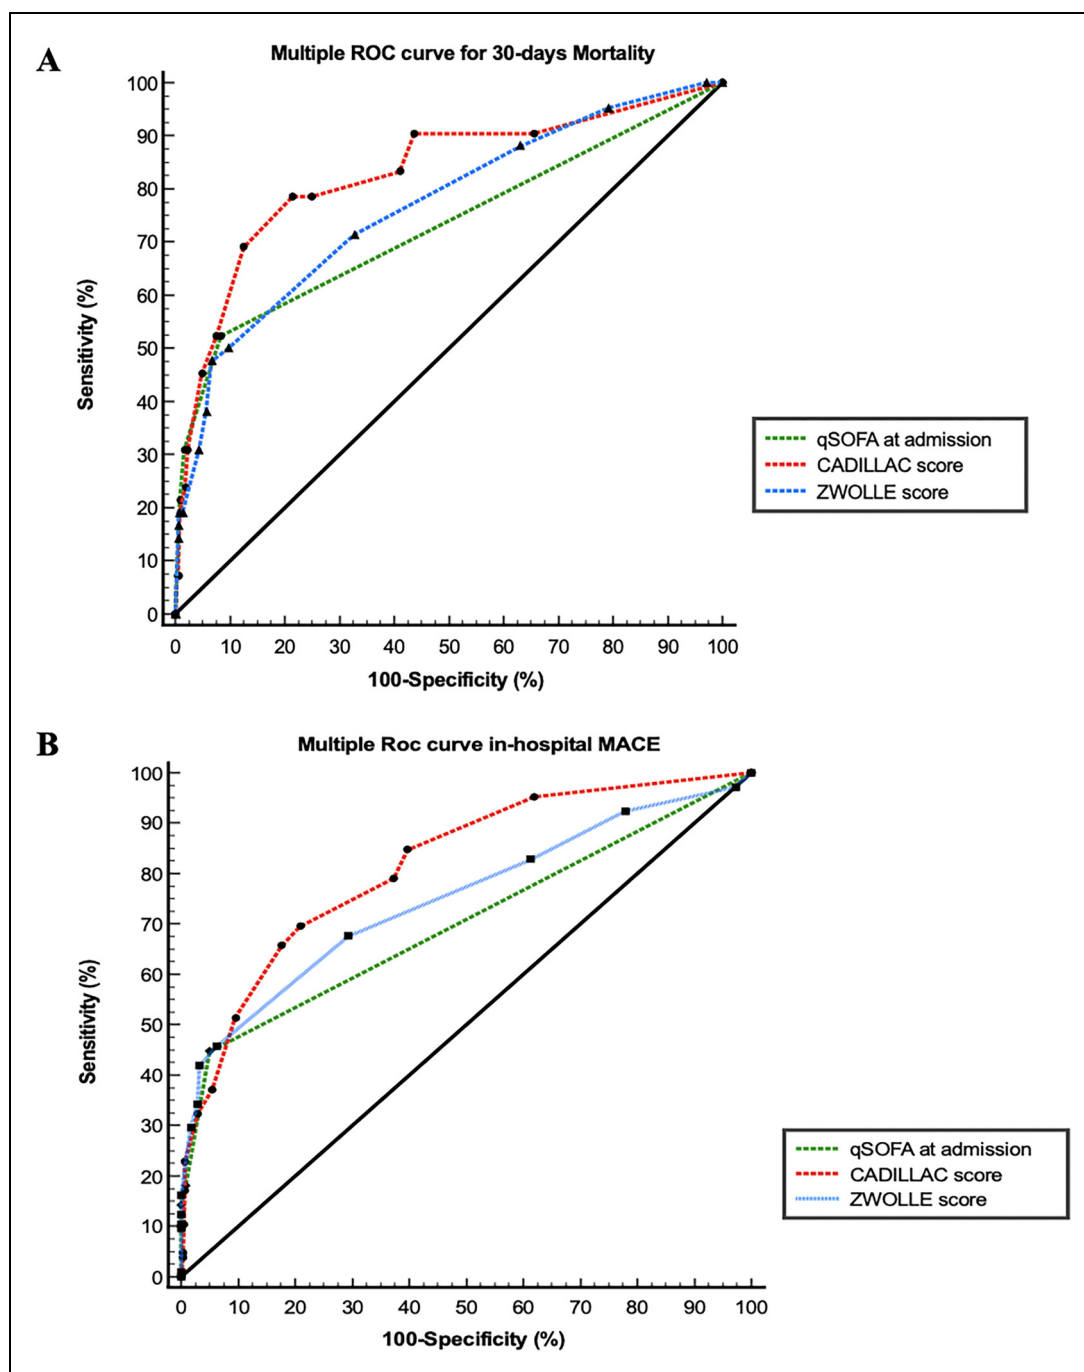 A
Multiple ROC curve for 30-days Mortality
100
90
80
70
60
50
40
30
20
10
0
Sensitivity (%)
0 10 20 30 40 50 60 70 80 90 100
100-Specificity (%)
qSOFA at admission
CADILLAC score
ZWOLLE score
B
Multiple Roc curve in-hospital MACE
100
90
80
70
60
50
40
30
20
10
0
Sensitivity (%)
0 10 20 30 40 50 60 70 80 90 100
100-Specificity (%)
qSOFA at admission
CADILLAC score
ZWOLLE score